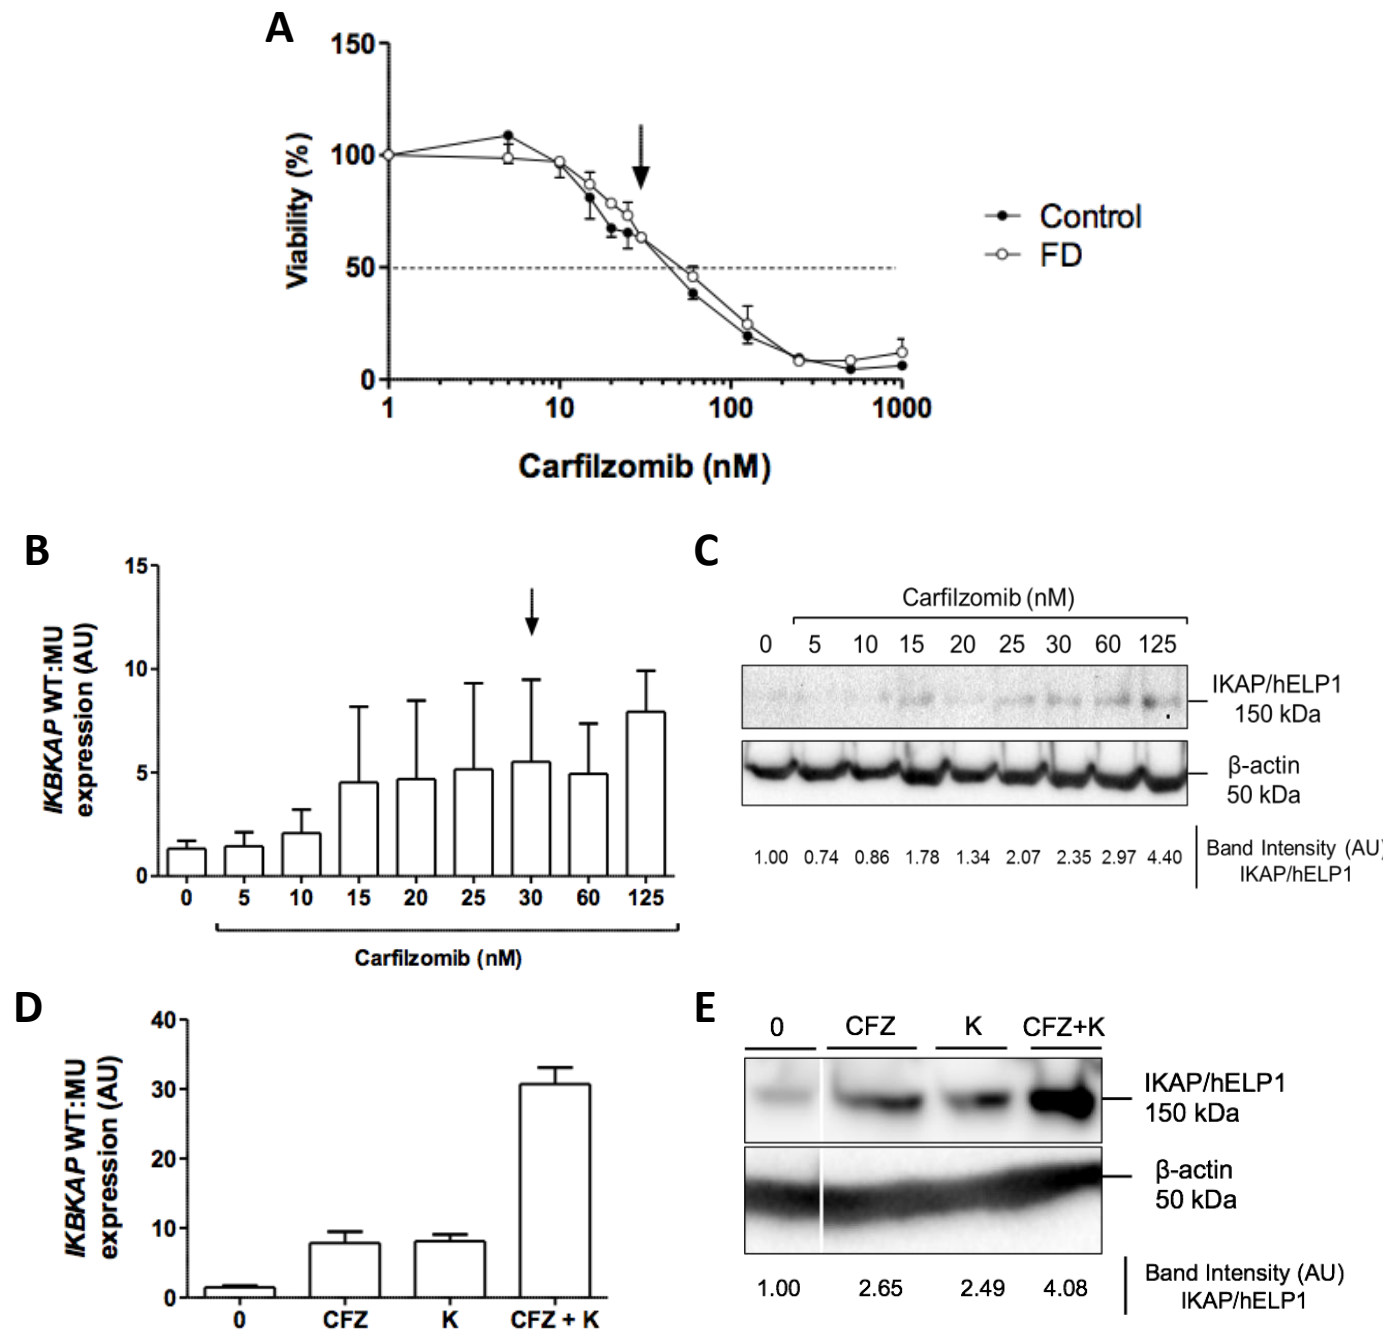 A
150
100
50
0
Viability (%)
1 10 100 1000
Carfilzomib (nM)
Control
FD
B
15
10
5
0
IKBKAP WT:MU
expression (AU)
0 5 10 15 20 25 30 60 125
Carfilzomib (nM)
C
Carfilzomib (nM)
0 5 10 15 20 25 30 60 125
IKAP/hELP1
150 kDa
β-actin
50 kDa
1.00 0.74 0.86 1.78 1.34 2.07 2.35 2.97 4.40
Band Intensity (AU)
IKAP/hELP1
D
40
30
20
10
0
IKBKAP WT:MU
expression (AU)
0 CFZ K CFZ + K
E
0 CFZ K CFZ+K
IKAP/hELP1
150 kDa
β-actin
50 kDa
1.00 2.65 2.49 4.08
Band Intensity (AU)
IKAP/hELP1